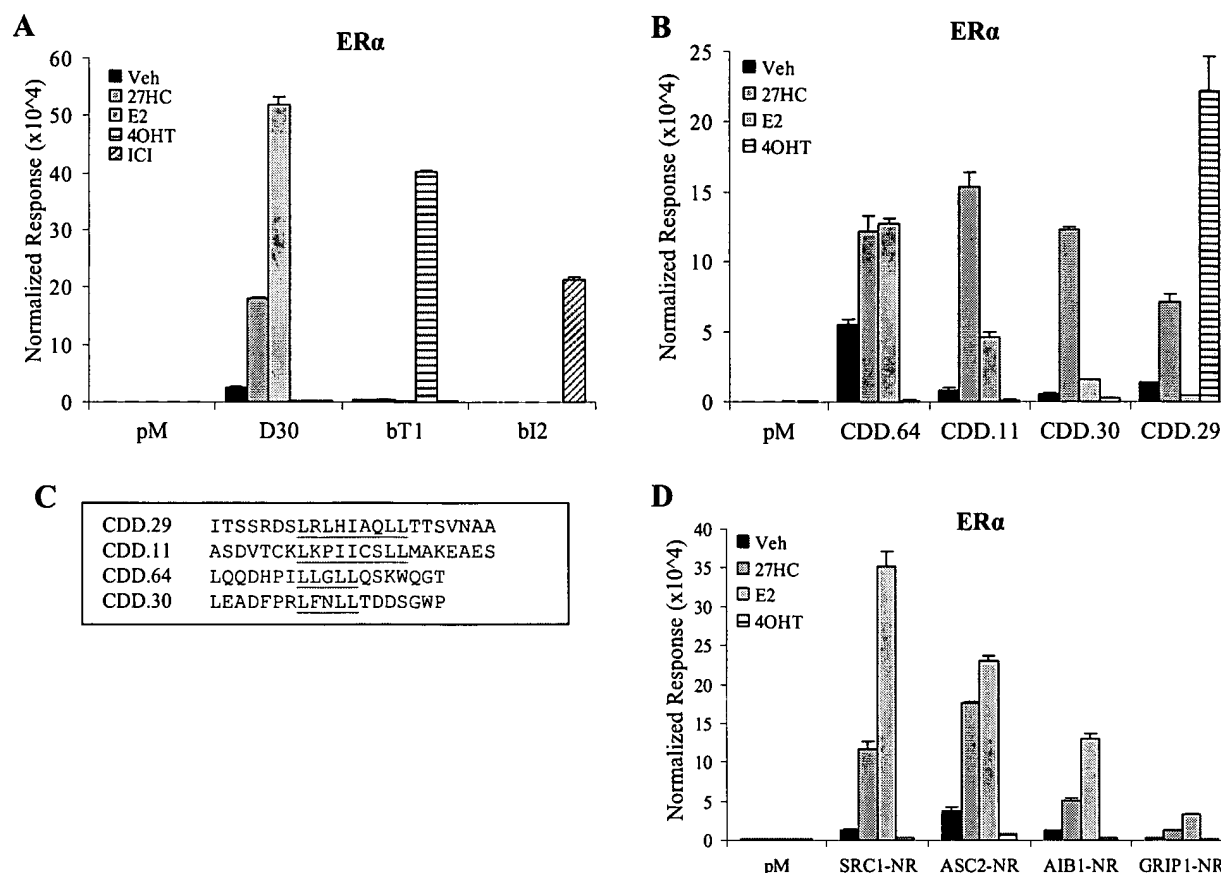 A
ERα
Normalized Response (x10^4)
60
50
40
30
20
10
0
Veh
27HC
E2
4OHT
ICI
pM
D30
bT1
bI2
B
ERα
Normalized Response (x10^4)
25
20
15
10
5
0
Veh
27HC
E2
4OHT
pM
CDD.64
CDD.11
CDD.30
CDD.29
C
CDD.29 ITSSRDSLRLHIAQLLTTSVNAA
CDD.11 ASDVTCKLKPIICSLLMAKEAES
CDD.64 LQQDHPILLGLLQSKWQGT
CDD.30 LEADFPRLFNLLTDDSGWP
D
ERα
Normalized Response (x10^4)
40
35
30
25
20
15
10
5
0
Veh
27HC
E2
4OHT
pM
SRC1-NR
ASC2-NR
AIB1-NR
GRIP1-NR